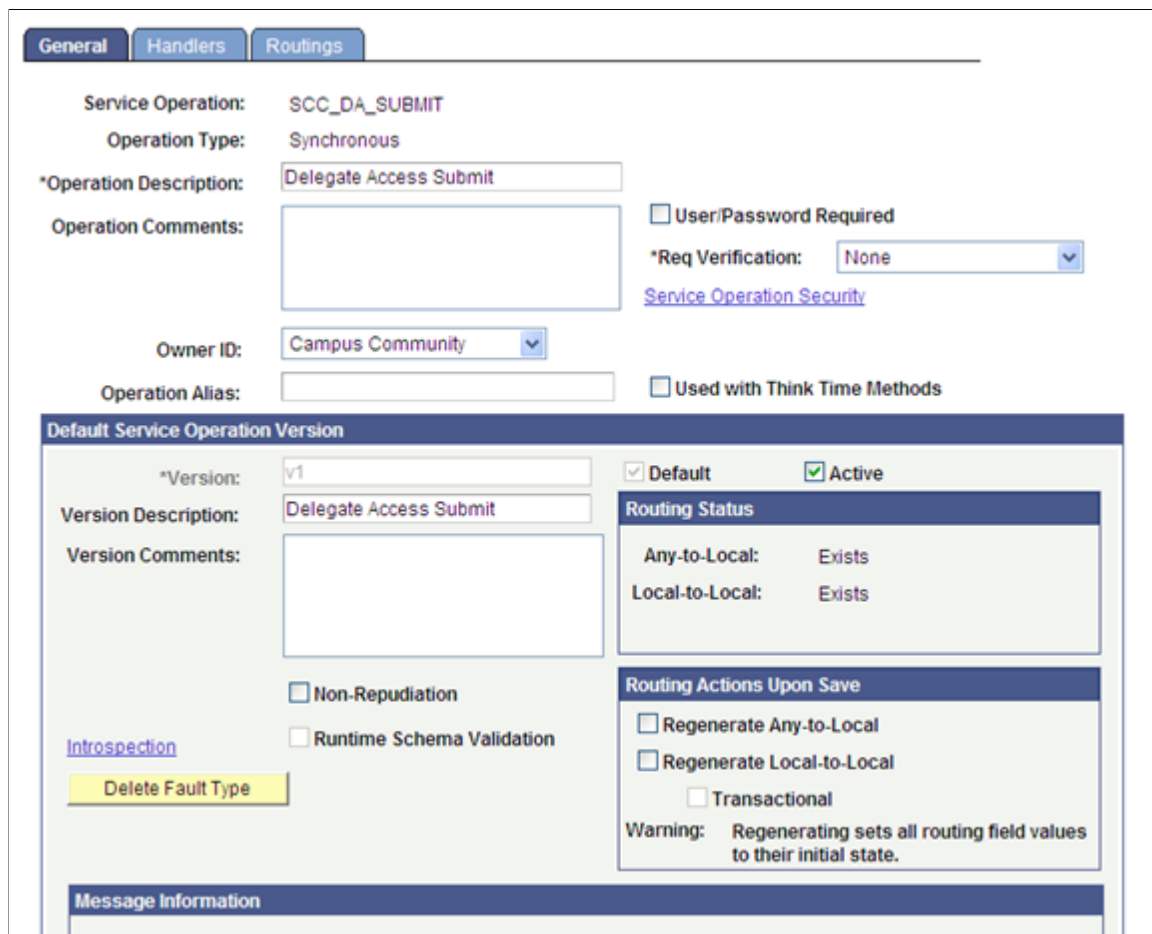 General Handlers Routings
Service Operation: SCC_DA_SUBMIT
Operation Type: Synchronous
*Operation Description: Delegate Access Submit
Operation Comments:
User/Password Required
*Req Verification: None
Service Operation Security
Owner ID: Campus Community
Operation Alias:
Used with Think Time Methods
Default Service Operation Version
*Version: v1
Default Active
Version Description: Delegate Access Submit
Version Comments:
Routing Status
Any-to-Local: Exists
Local-to-Local: Exists
Non-Repudiation
Runtime Schema Validation
Introspection
Delete Fault Type
Routing Actions Upon Save
Regenerate Any-to-Local
Regenerate Local-to-Local
Transactional
Warning: Regenerating sets all routing field values
to their initial state.
Message Information